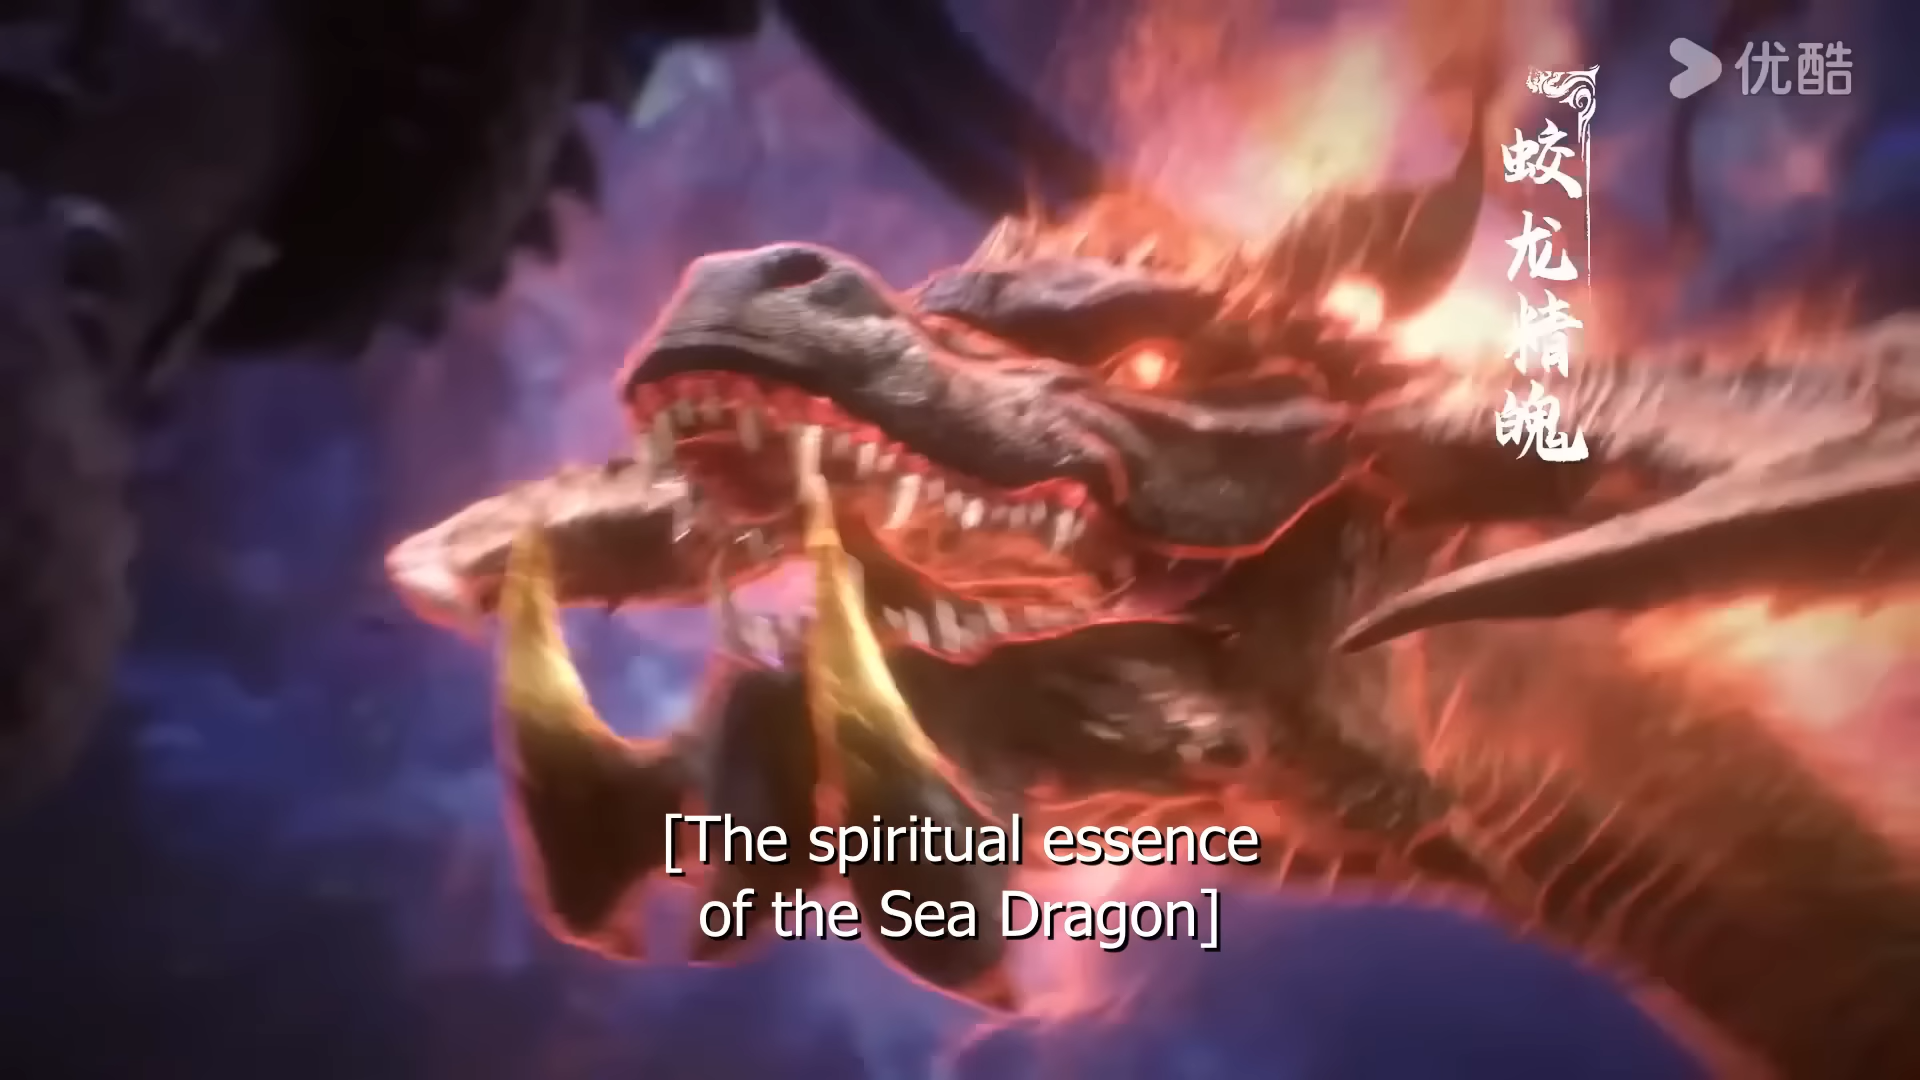 优酷
蛟龙精魄
[The spiritual essence
of the Sea Dragon]